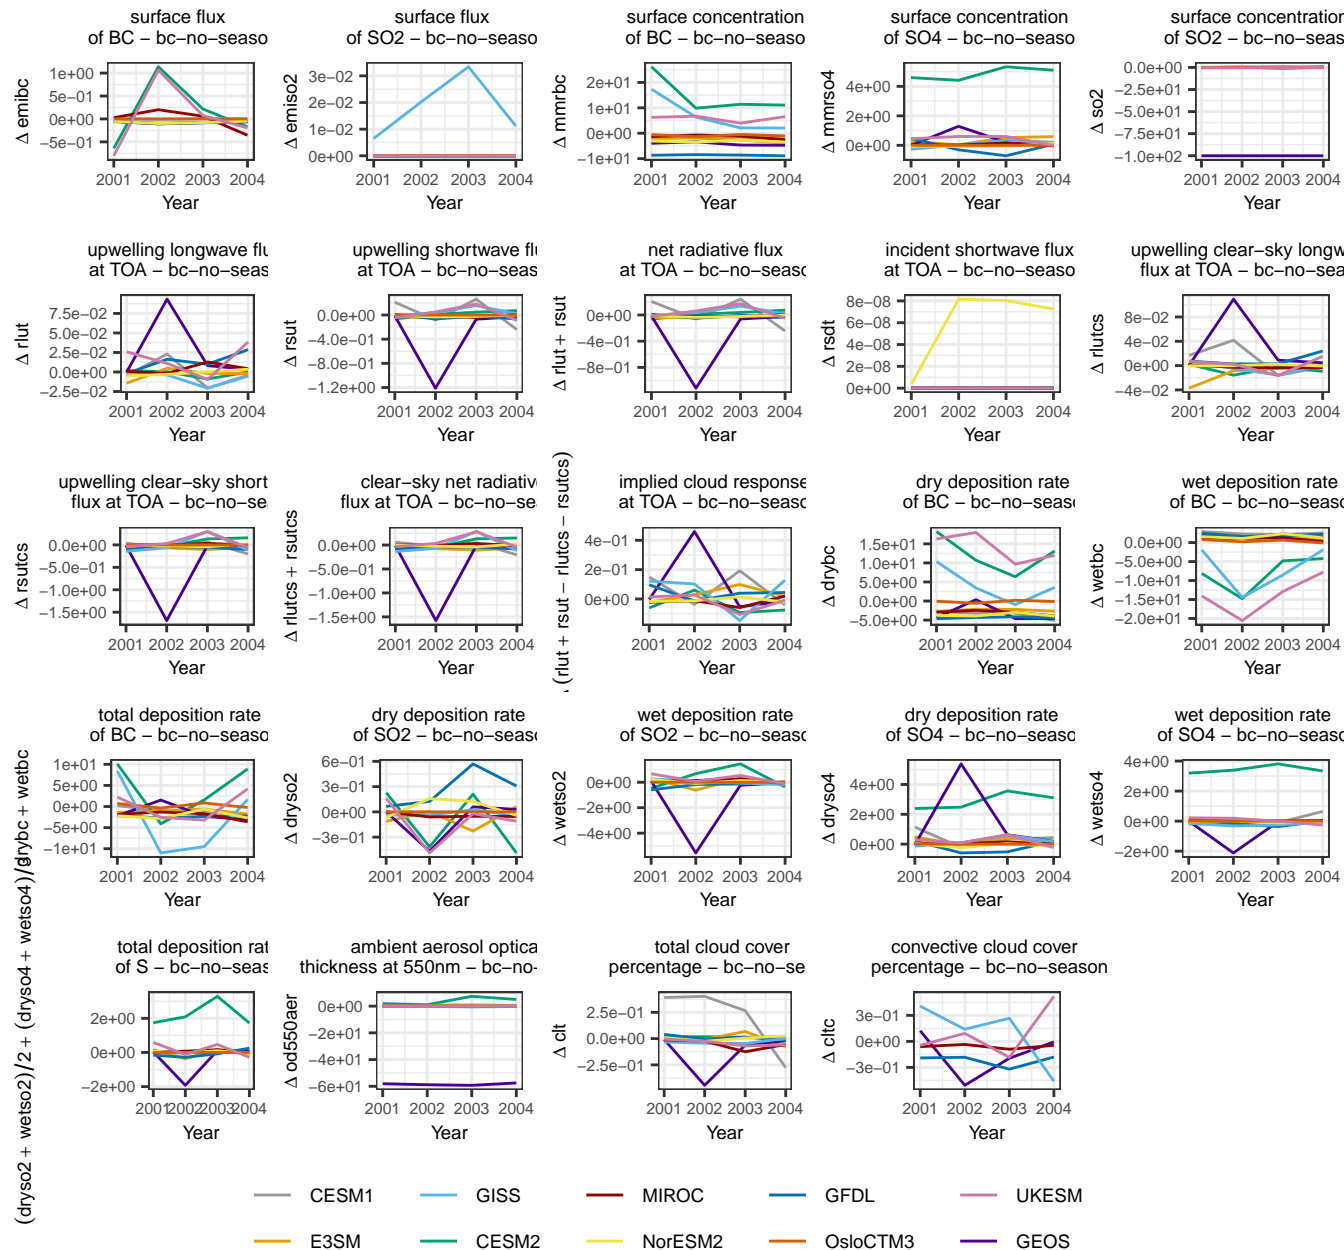 surface flux
of BC − bc−no−seaso
surface flux
of SO2 − bc−no−seaso
surface concentration
of BC − bc−no−seaso
surface concentration
of SO4 − bc−no−seaso
surface concentration
of SO2 − bc−no−seas
Δ emibc
1e+00
5e−01
0e+00
−5e−01
2001 2002 2003 2004
Year
Δ emiso2
3e−02
2e−02
1e−02
0e+00
2001 2002 2003 2004
Year
Δ mmrbc
2e+01
1e+01
0e+00
−1e+01
2001 2002 2003 2004
Year
Δ mmrso4
4e+00
2e+00
0e+00
2001 2002 2003 2004
Year
Δ so2
0.0e+00
−2.5e+01
−5.0e+01
−7.5e+01
−1.0e+02
2001 2002 2003 2004
Year
upwelling longwave flu
at TOA − bc−no−seas
upwelling shortwave flu
at TOA − bc−no−seas
net radiative flux
at TOA − bc−no−seaso
incident shortwave flux
at TOA − bc−no−seaso
upwelling clear−sky longw
flux at TOA − bc−no−sea
Δ rlut
7.5e−02
5.0e−02
2.5e−02
0.0e+00
−2.5e−02
2001 2002 2003 2004
Year
Δ rsut
0.0e+00
−4.0e−01
−8.0e−01
−1.2e+00
2001 2002 2003 2004
Year
Δ rlut + rsut
0e+00
−4e−01
−8e−01
2001 2002 2003 2004
Year
Δ rsdt
8e−08
6e−08
4e−08
2e−08
0e+00
2001 2002 2003 2004
Year
Δ rlutcs
8e−02
4e−02
0e+00
−4e−02
2001 2002 2003 2004
Year
upwelling clear−sky short
flux at TOA − bc−no−se
clear−sky net radiative
flux at TOA − bc−no−se
implied cloud response
at TOA − bc−no−seaso
dry deposition rate
of BC − bc−no−seaso
wet deposition rate
of BC − bc−no−seaso
Δ rsutcs
0.0e+00
−5.0e−01
−1.0e+00
−1.5e+00
2001 2002 2003 2004
Year
Δ rlutcs + rsutcs
0.0e+00
−5.0e−01
−1.0e+00
−1.5e+00
2001 2002 2003 2004
Year
(rlut + rsut − rlutcs − rsutcs)
4e−01
2e−01
0e+00
2001 2002 2003 2004
Year
Δ drybc
1.5e+01
1.0e+01
5.0e+00
0.0e+00
−5.0e+00
2001 2002 2003 2004
Year
Δ wetbc
0.0e+00
−5.0e+00
−1.0e+01
−1.5e+01
−2.0e+01
2001 2002 2003 2004
Year
total deposition rate
of BC − bc−no−seaso
dry deposition rate
of SO2 − bc−no−seaso
wet deposition rate
of SO2 − bc−no−seaso
dry deposition rate
of SO4 − bc−no−seaso
wet deposition rate
of SO4 − bc−no−seaso
drybc + wetbc
1e+01
5e+00
0e+00
−5e+00
−1e+01
2001 2002 2003 2004
Year
Δ dryso2
6e−01
3e−01
0e+00
−3e−01
2001 2002 2003 2004
Year
Δ wetso2
0e+00
−2e+00
−4e+00
2001 2002 2003 2004
Year
Δ dryso4
4e+00
2e+00
0e+00
2001 2002 2003 2004
Year
Δ wetso4
4e+00
2e+00
0e+00
−2e+00
2001 2002 2003 2004
Year
total deposition rat
of S − bc−no−seas
ambient aerosol optica
thickness at 550nm − bc−no−
total cloud cover
percentage − bc−no−se
convective cloud cover
percentage − bc−no−season
(dryso2 + wetso2)/2 + (dryso4 + wetso4)/3
2e+00
0e+00
−2e+00
2001 2002 2003 2004
Year
Δ od550aer
0e+00
−2e+01
−4e+01
−6e+01
2001 2002 2003 2004
Year
Δ clt
2.5e−01
0.0e+00
−2.5e−01
2001 2002 2003 2004
Year
Δ cltc
3e−01
0e+00
−3e−01
2001 2002 2003 2004
Year
CESM1 GISS MIROC GFDL UKESM
E3SM CESM2 NorESM2 OsloCTM3 GEOS